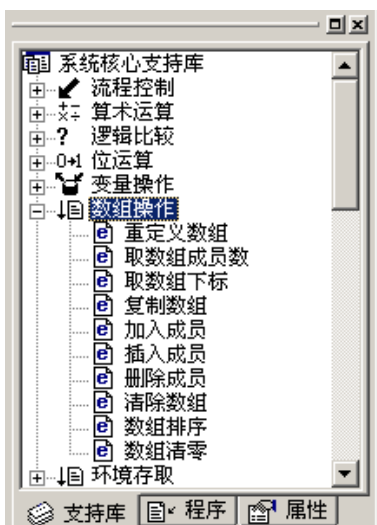 系统核心支持库
流程控制
算术运算
逻辑比较
位运算
变量操作
数组操作
重定义数组
取数组成员数
取数组下标
复制数组
加入成员
插入成员
删除成员
清除数组
数组排序
数组清零
环境存取
支持库 程序 属性